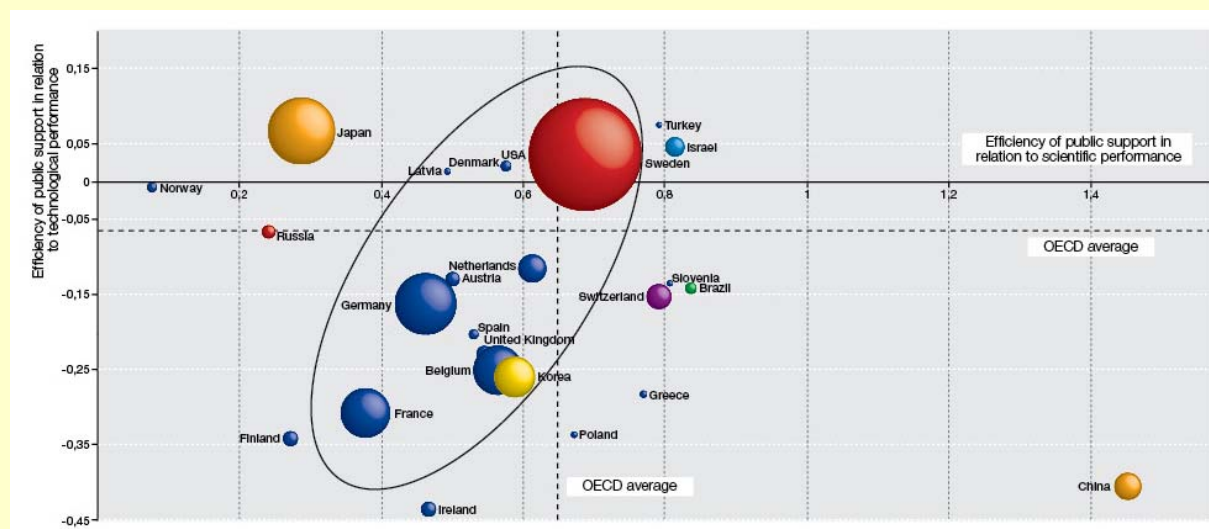 Efficiency of public support in relation
to technological performance
0,15
0,05
0
-0,05
-0,15
-0,25
-0,35
-0,45
0,2
0,4
0,6
0,8
1
1,2
1,4
Japan
Turkey
Israel
Efficiency of public support in
relation to scientific performance
USA
Denmark
Latvia
Sweden
Norway
Russia
OECD average
Netherlands
Austria
Slovenia
Brazil
Switzerland
Germany
Spain
United Kingdom
Belgium
Korea
Greece
France
Finland
Poland
OECD average
China
Ireland